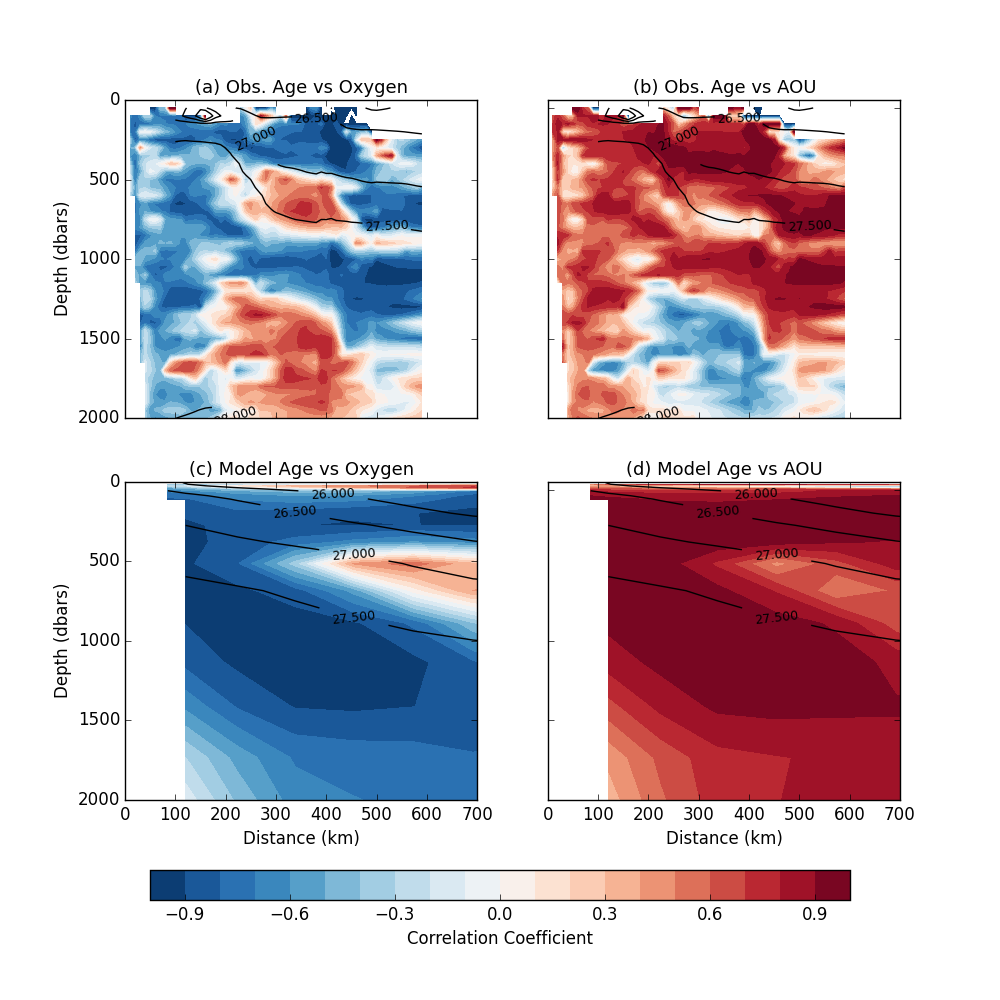 (a) Obs. Age vs Oxygen
(b) Obs. Age vs AOU
0
500
1000
1500
2000
Depth (dbars)
26.500
27.000
27.500
26.500
27.000
27.500
(c) Model Age vs Oxygen
(d) Model Age vs AOU
0
500
1000
1500
2000
Depth (dbars)
26.000
26.500
27.000
27.500
26.000
26.500
27.000
27.500
0 100 200 300 400 500 600 700
0 100 200 300 400 500 600 700
Distance (km)
Distance (km)
−0.9 −0.6 −0.3 0.0 0.3 0.6 0.9
Correlation Coefficient